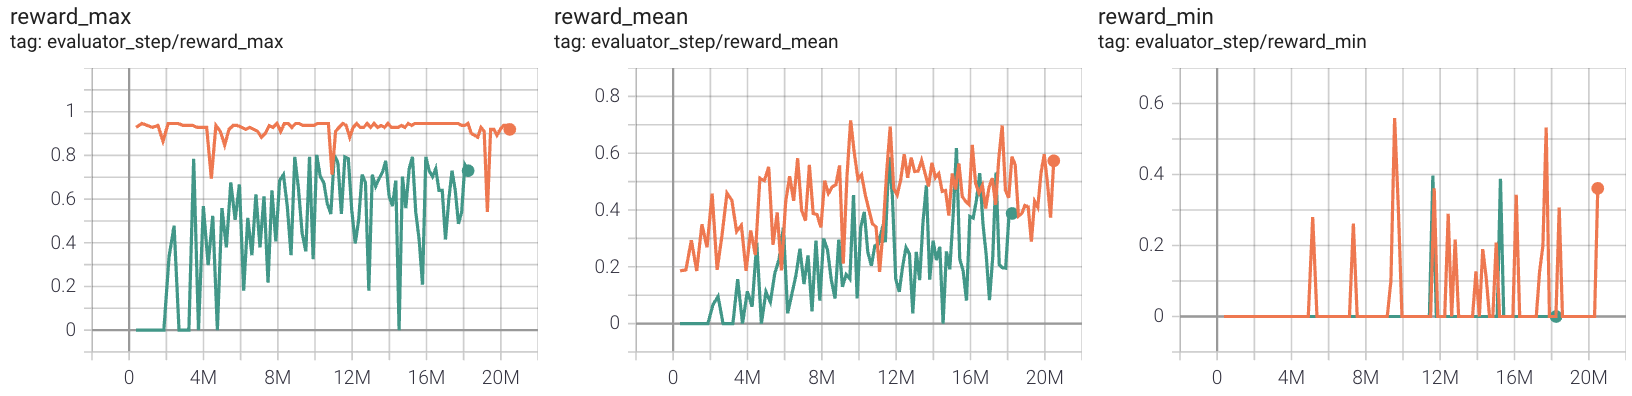 reward_max
tag: evaluator_step/reward_max
1
0.8
0.6
0.4
0.2
0
0 4M 8M 12M 16M 20M
reward_mean
tag: evaluator_step/reward_mean
0.8
0.6
0.4
0.2
0
0 4M 8M 12M 16M 20M
reward_min
tag: evaluator_step/reward_min
0.6
0.4
0.2
0
0 4M 8M 12M 16M 20M